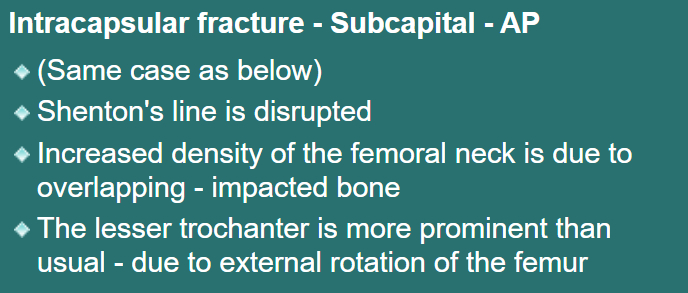 Intracapsular fracture - Subcapital - AP
(Same case as below)
Shenton's line is disrupted
Increased density of the femoral neck is due to
overlapping - impacted bone
The lesser trochanter is more prominent than
usual - due to external rotation of the femur